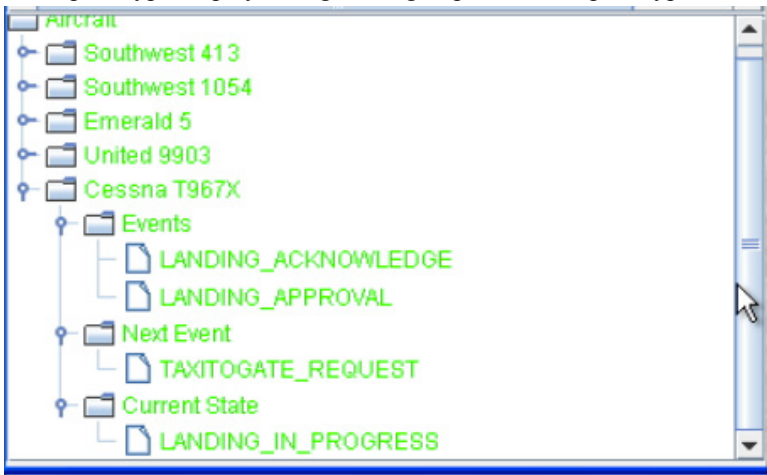 Aircraft
Southwest 413
Southwest 1054
Emerald 5
United 9903
Cessna T967X
Events
LANDING_ACKNOWLEDGE
LANDING_APPROVAL
Next Event
TAXITOGATE_REQUEST
Current State
LANDING_IN_PROGRESS